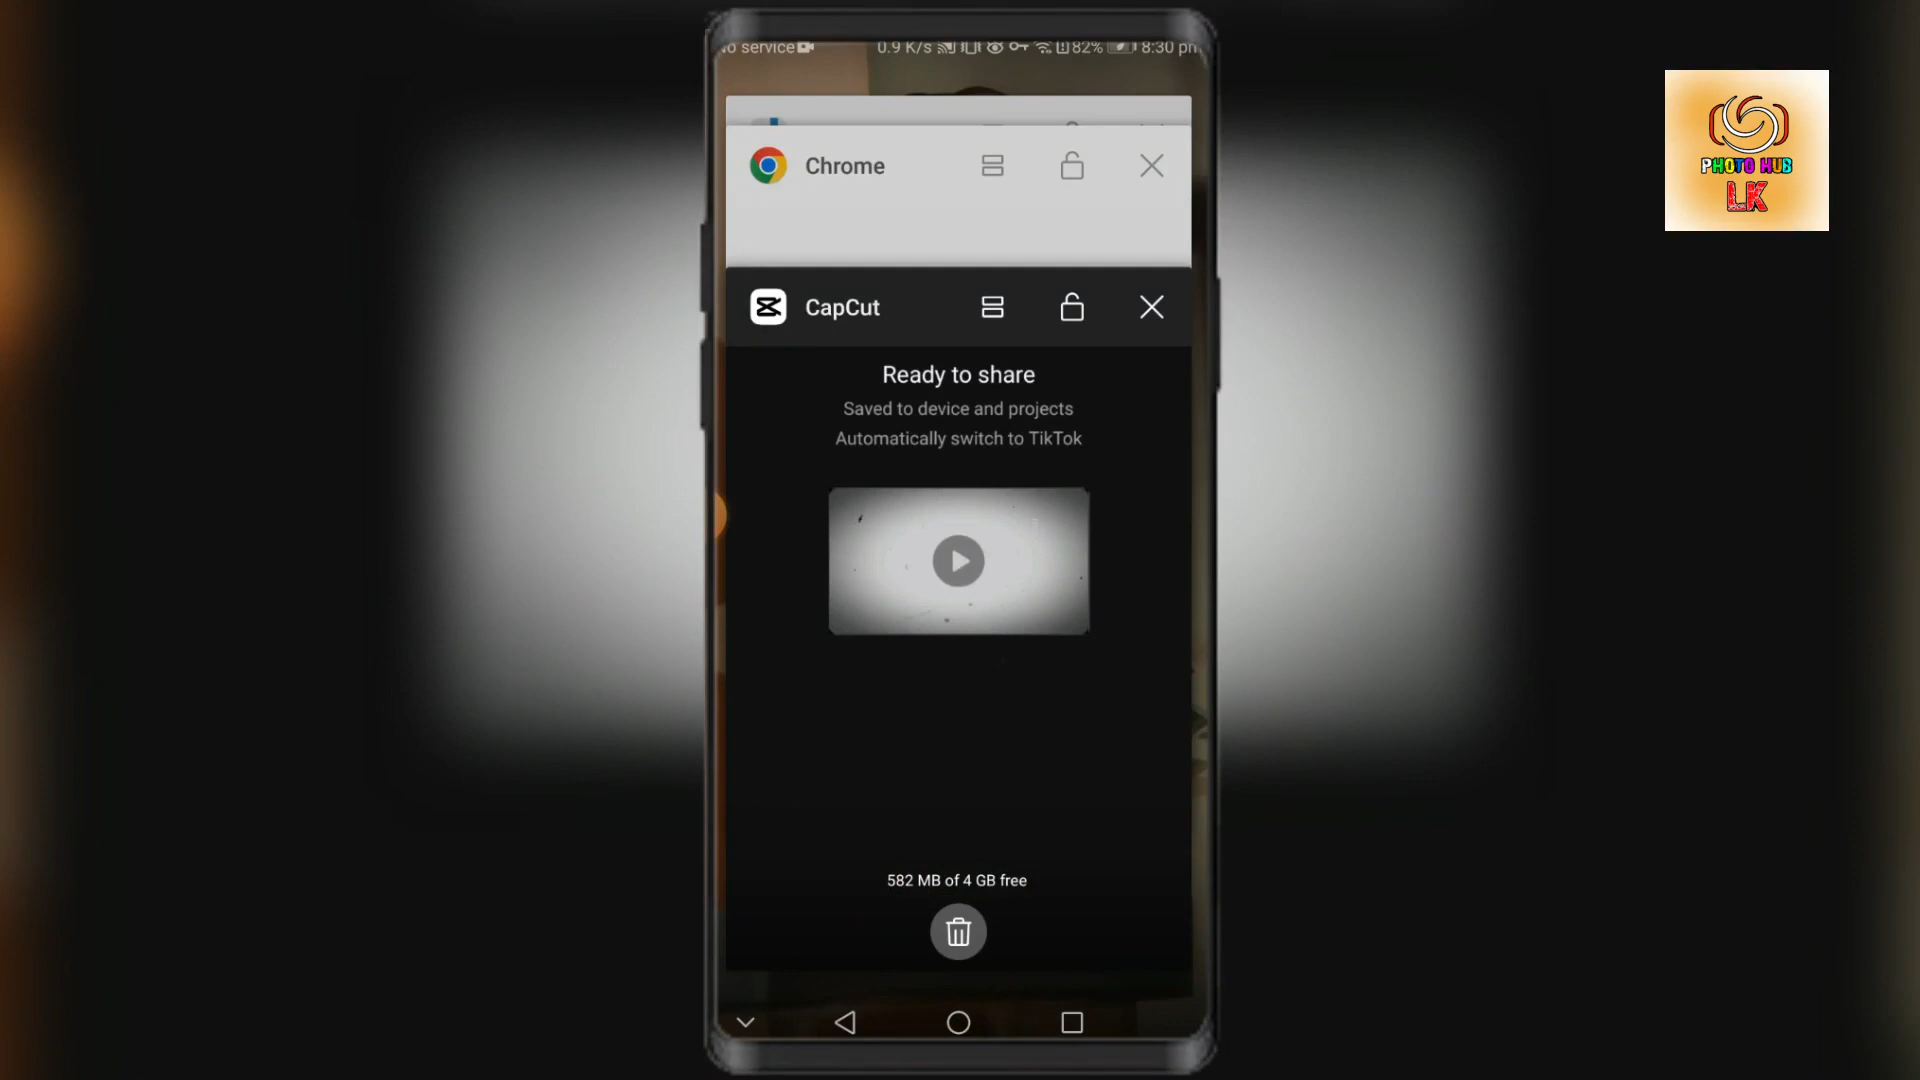 o service 0.9 K/s 82% 8:30 pm
PHOTO HUB
LK
Chrome
CapCut
Ready to share
Saved to device and projects
Automatically switch to TikTok
582 MB of 4 GB free